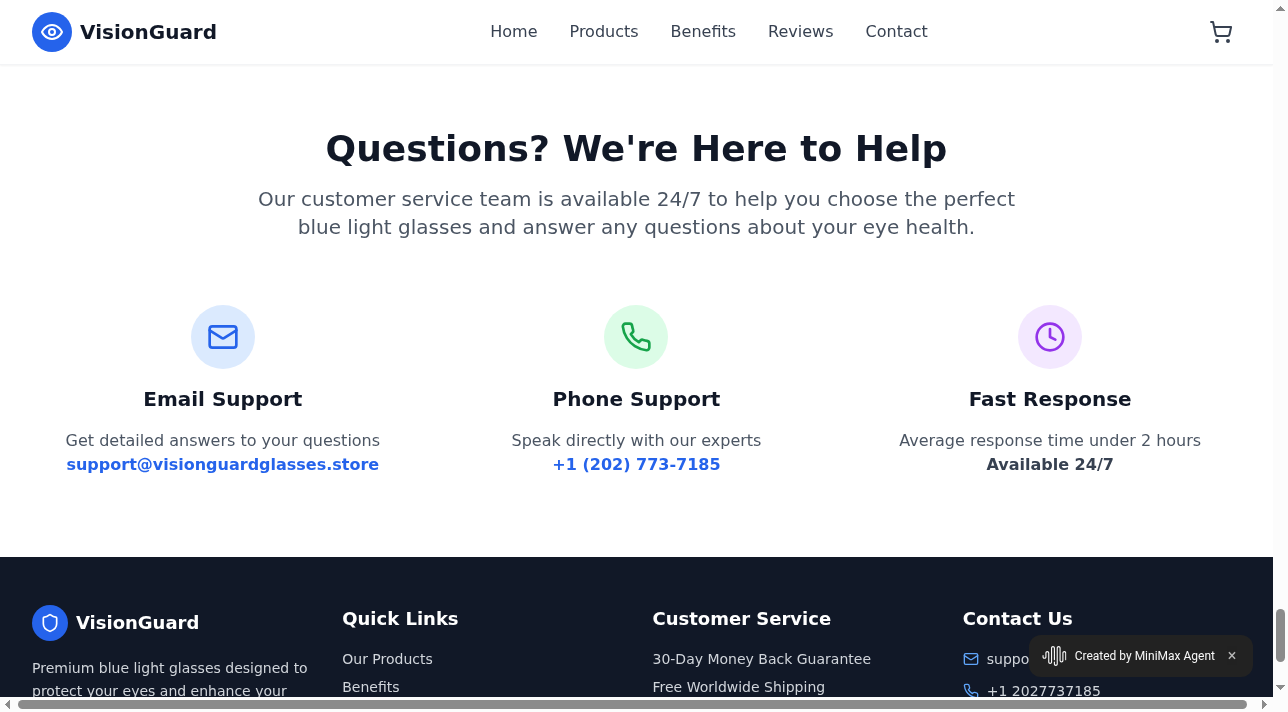 VisionGuard
Home
Products
Benefits
Reviews
Contact
Questions? We're Here to Help
Our customer service team is available 24/7 to help you choose the perfect
blue light glasses and answer any questions about your eye health.
Email Support
Get detailed answers to your questions
support@visionguardglasses.store
Phone Support
Speak directly with our experts
+1 (202) 773-7185
Fast Response
Average response time under 2 hours
Available 24/7
VisionGuard
Premium blue light glasses designed to
protect your eyes and enhance your
Quick Links
Our Products
Benefits
Customer Service
30-Day Money Back Guarantee
Free Worldwide Shipping
Contact Us
suppo
+1 2027737185
Created by MiniMax Agent ×